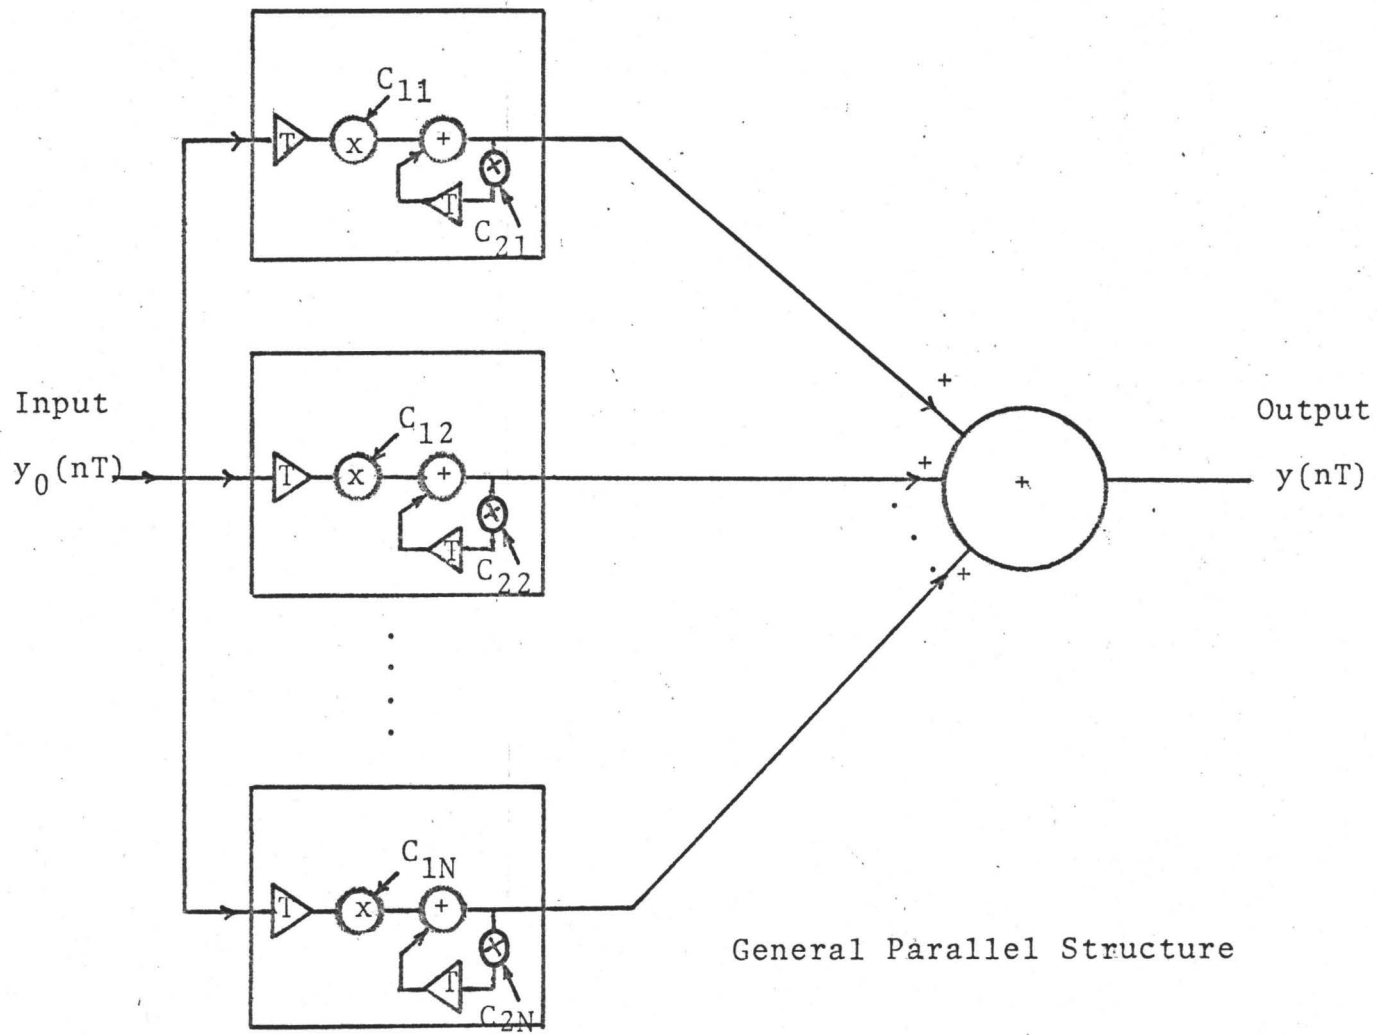 C11
T x +
x
T
C21
Input
y0(nT)
C12
T x +
x
T
C22
+
+
+
+
Output
y(nT)
C1N
T x +
x
T
C2N
General Parallel Structure